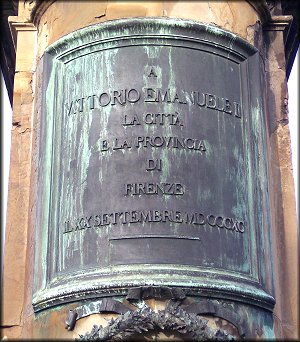 A
VITTORIO EMANUELE II
LA CITTÀ
E LA PROVINCIA
DI
FIRENZE
IL XX SETTEMBRE MDCCCXC